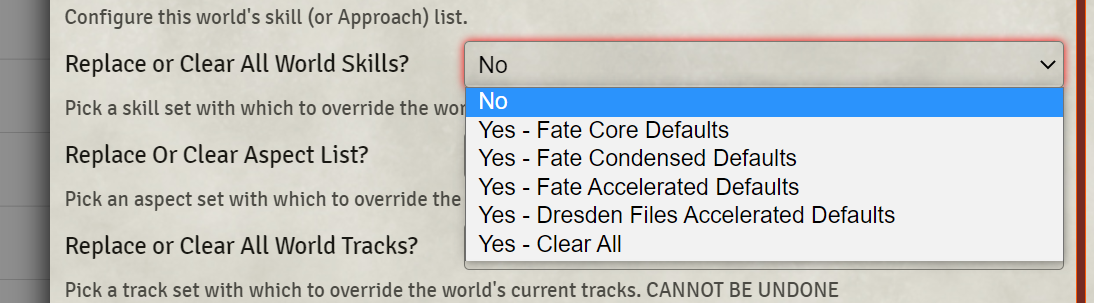 Configure this world's skill (or Approach) list.
Replace or Clear All World Skills?
No
No
Pick a skill set with which to override the
Yes - Fate Core Defaults
Replace Or Clear Aspect List?
Yes - Fate Condensed Defaults
Yes - Fate Accelerated Defaults
Pick an aspect set with which to override the
Yes - Dresden Files Accelerated Defaults
Replace or Clear All World Tracks?
Yes - Clear All
Pick a track set with which to override the world's current tracks. CANNOT BE UNDONE